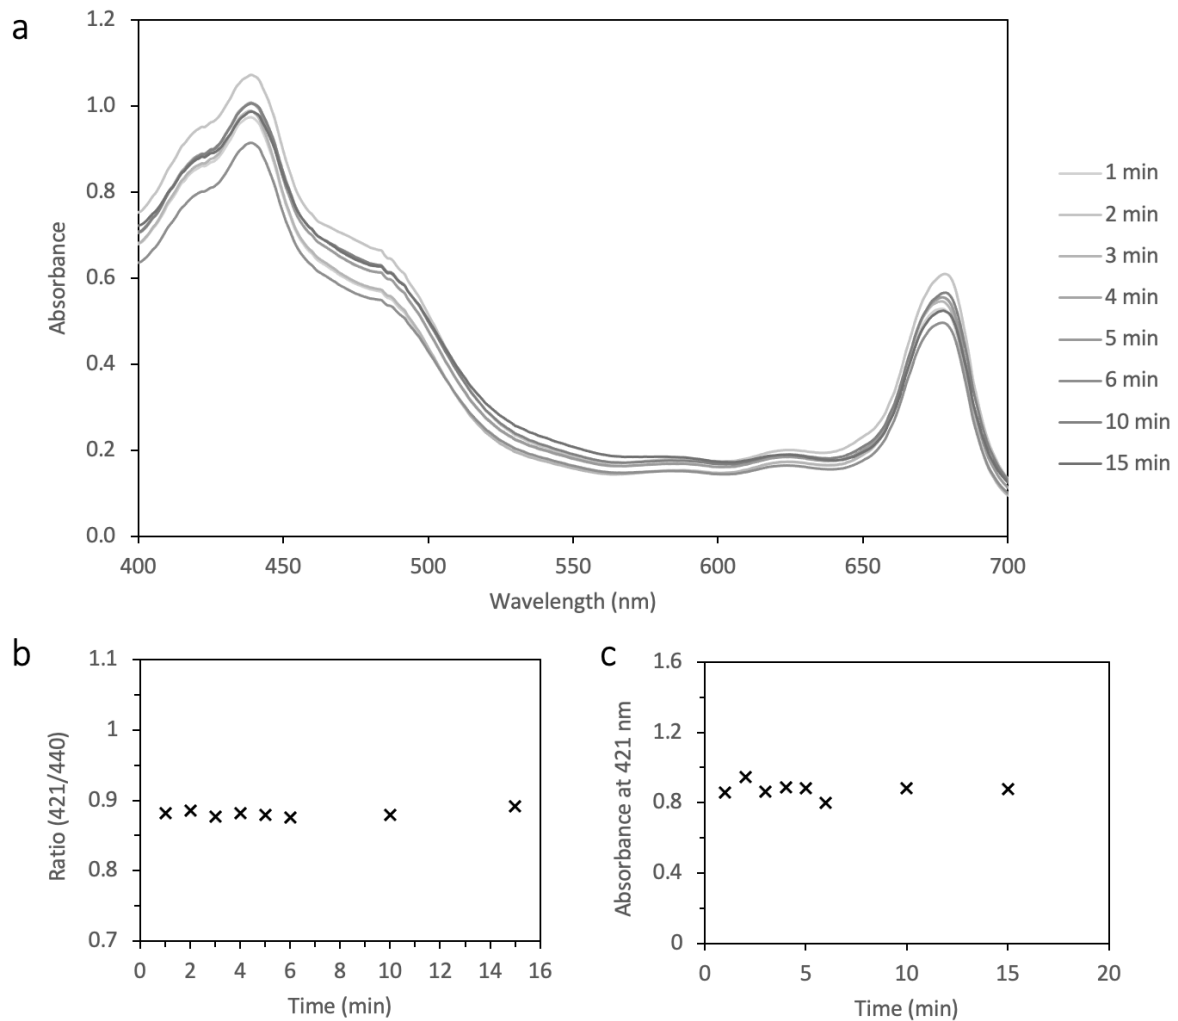 a
1.2
1.0
0.8
0.6
0.4
0.2
0.0
Absorbance
400 450 500 550 600 650 700
Wavelength (nm)
1 min
2 min
3 min
4 min
5 min
6 min
10 min
15 min
b
1.1
1
0.9
0.8
0.7
Ratio (421/440)
0 2 4 6 8 10 12 14 16
Time (min)
c
1.6
1.2
0.8
0.4
0
Absorbance at 421 nm
0 5 10 15 20
Time (min)